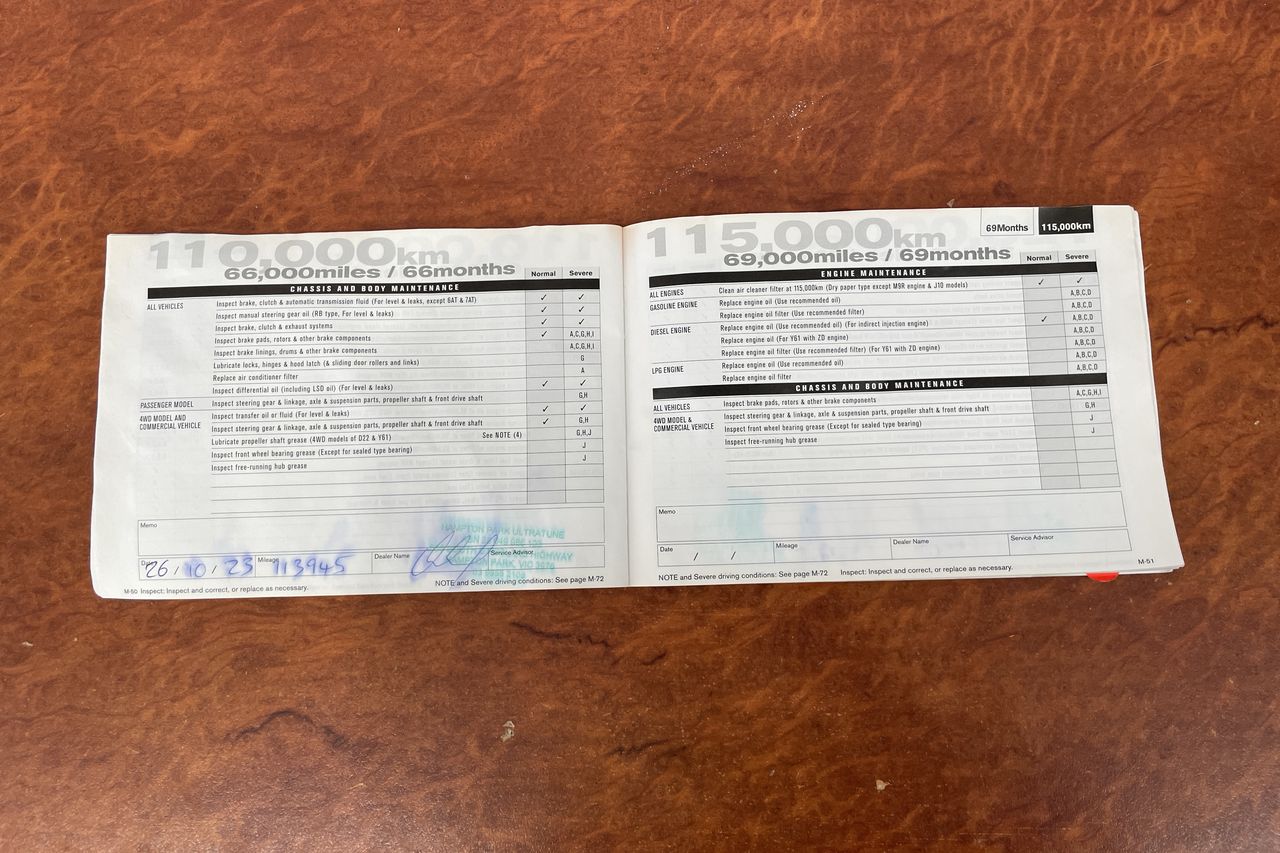 110,000km
66,000miles / 66months
Normal Severe
CHASSIS AND BODY MAINTENANCE
ALL VEHICLES Inspect brake, clutch & automatic transmission fluid (For level & leaks, except 6AT & 7AT) ✓ ✓
Inspect manual steering gear oil (RB type, For level & leaks) ✓ ✓
Inspect brake, clutch & exhaust systems ✓ ✓
Inspect brake pads, rotors & other brake components ✓ A,C,G,H,I
Inspect brake linings, drums & other brake components A,C,G,H,I
Lubricate locks, hinges & hood latch (& sliding door rollers and links) G
Replace air conditioner filter A
Inspect differential oil (including LSD oil) (For level & leaks) ✓ ✓
PASSENGER MODEL Inspect steering gear & linkage, axle & suspension parts, propeller shaft & front drive shaft G,H
4WD MODEL AND COMMERCIAL VEHICLE Inspect transfer oil or fluid (For level & leaks) ✓ ✓
Inspect steering gear & linkage, axle & suspension parts, propeller shaft & front drive shaft ✓ G,H
Lubricate propeller shaft grease (4WD models of D22 & Y61) See NOTE (4) G,H,J
Inspect front wheel bearing grease (Except for sealed type bearing) J
Inspect free-running hub grease J
Memo
HAMPTON PARK ULTRATUNE
HIGHWAY
PARK, VIC 3976
Date 26 / 10 / 23 Mileage 113945 Dealer Name Service Advisor
NOTE and Severe driving conditions: See page M-72
M-50 Inspect: Inspect and correct, or replace as necessary.
69Months 115,000km
115,000km
69,000miles / 69months
Normal Severe
ENGINE MAINTENANCE
ALL ENGINES Clean air cleaner filter at 115,000km (Dry paper type except M9R engine & J10 models) ✓ ✓
GASOLINE ENGINE Replace engine oil (Use recommended oil) A,B,C,D
Replace engine oil filter (Use recommended filter) A,B,C,D
DIESEL ENGINE Replace engine oil (Use recommended oil) (For indirect injection engine) ✓ A,B,C,D
Replace engine oil (For Y61 with ZD engine) A,B,C,D
Replace engine oil filter (Use recommended filter) (For Y61 with ZD engine) A,B,C,D
LPG ENGINE Replace engine oil (Use recommended oil) A,B,C,D
Replace engine oil filter A,B,C,D
CHASSIS AND BODY MAINTENANCE
ALL VEHICLES Inspect brake pads, rotors & other brake components A,C,G,H,I
4WD MODEL & COMMERCIAL VEHICLE Inspect steering gear & linkage, axle & suspension parts, propeller shaft & front drive shaft G,H
Inspect front wheel bearing grease (Except for sealed type bearing) J
Inspect free-running hub grease J
Memo
Date / / Mileage Dealer Name Service Advisor
NOTE and Severe driving conditions: See page M-72 Inspect: Inspect and correct, or replace as necessary.
M-51